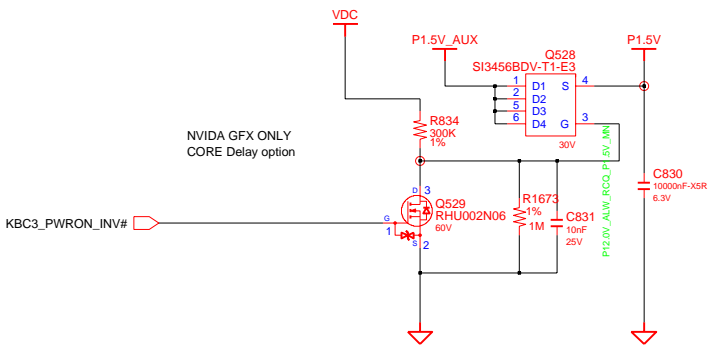 VDC
P1.5V_AUX
P1.5V
Q528
SI3456BDV-T1-E3
1 D1 S 4
2 D2
5 D3
6 D4 G 3
30V
R834
300K
1%
NVIDIA GFX ONLY
CORE Delay option
P12.0V_ALW_RCQ_P1.5V_MN
C830
10000nF-X5R
6.3V
D 3
Q529
RHU002N06
60V
G
1
S 2
R1673
1%
1M
C831
10nF
25V
KBC3_PWRON_INV#